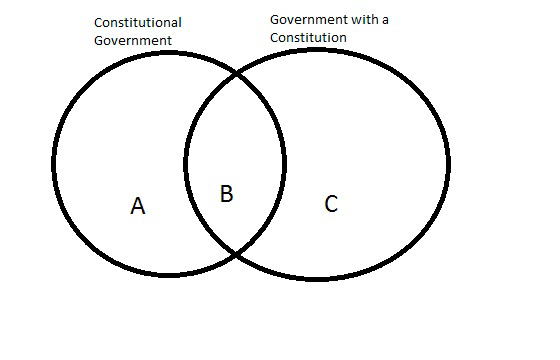 Constitutional
Government
Government with a
Constitution
A
B
C